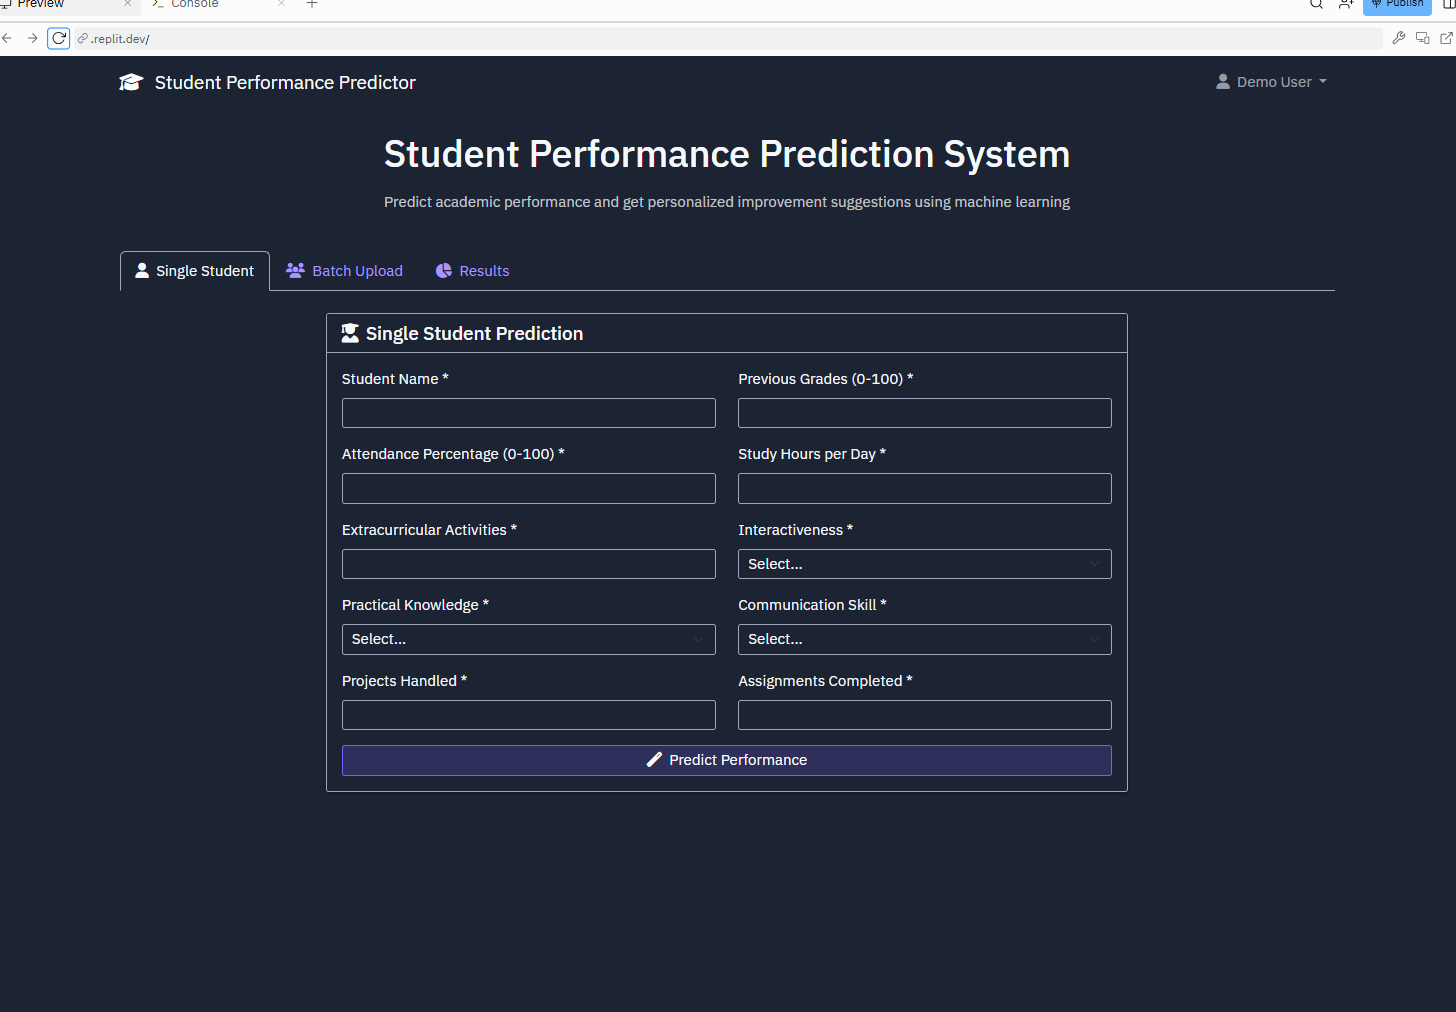 Preview
Console
Publish
.replit.dev/
Student Performance Predictor
Demo User
Student Performance Prediction System
Predict academic performance and get personalized improvement suggestions using machine learning
Single Student
Batch Upload
Results
Single Student Prediction
Student Name *
Previous Grades (0-100) *
Attendance Percentage (0-100) *
Study Hours per Day *
Extracurricular Activities *
Interactiveness *
Select...
Practical Knowledge *
Communication Skill *
Select...
Select...
Projects Handled *
Assignments Completed *
Predict Performance